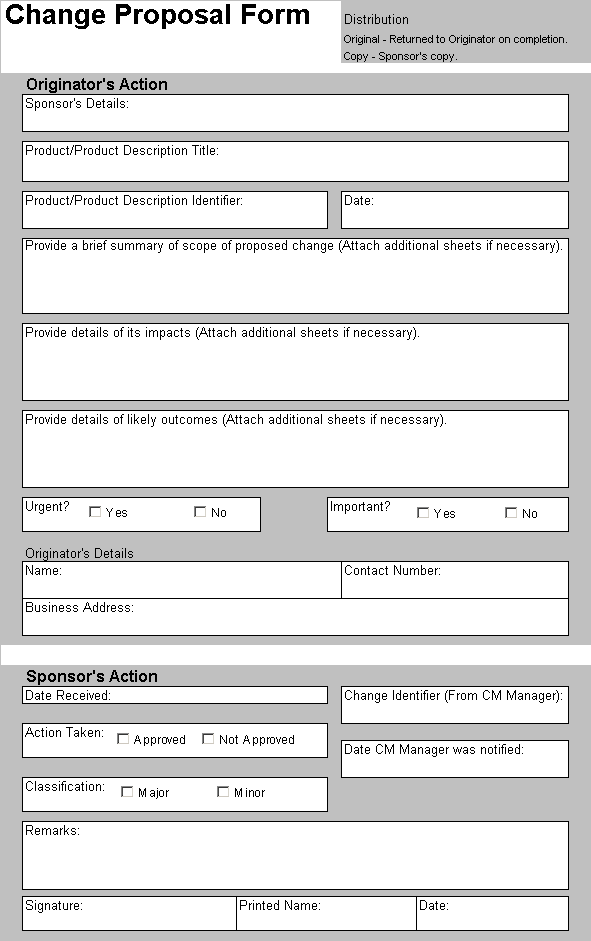 Change Proposal Form
Distribution
Original - Returned to Originator on completion.
Copy - Sponsor's copy.
Originator's Action
Sponsor's Details:
Product/Product Description Title:
Product/Product Description Identifier:
Date:
Provide a brief summary of scope of proposed change (Attach additional sheets if necessary).
Provide details of its impacts (Attach additional sheets if necessary).
Provide details of likely outcomes (Attach additional sheets if necessary).
Urgent? Yes No
Important? Yes No
Originator's Details
Name:
Contact Number:
Business Address:
Sponsor's Action
Date Received:
Change Identifier (From CM Manager):
Action Taken: Approved Not Approved
Date CM Manager was notified:
Classification: Major Minor
Remarks:
Signature:
Printed Name:
Date: